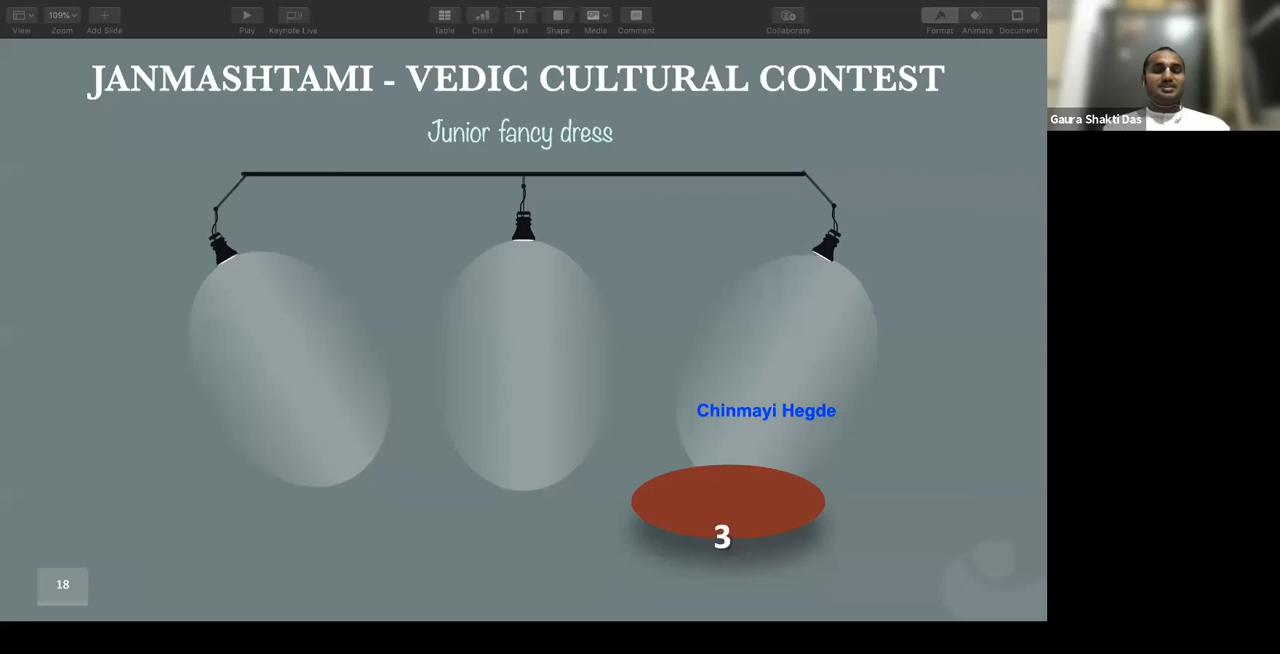 View
109%
Zoom
Add Slide
Play
Keynote Live
Table
Chart
T
Text
Shape
Media
Comment
Collaborate
Format
Animate
Document
JANMASHTAMI - VEDIC CULTURAL CONTEST
Junior fancy dress
Gaura Shakti Das
Chinmayi Hegde
3
18